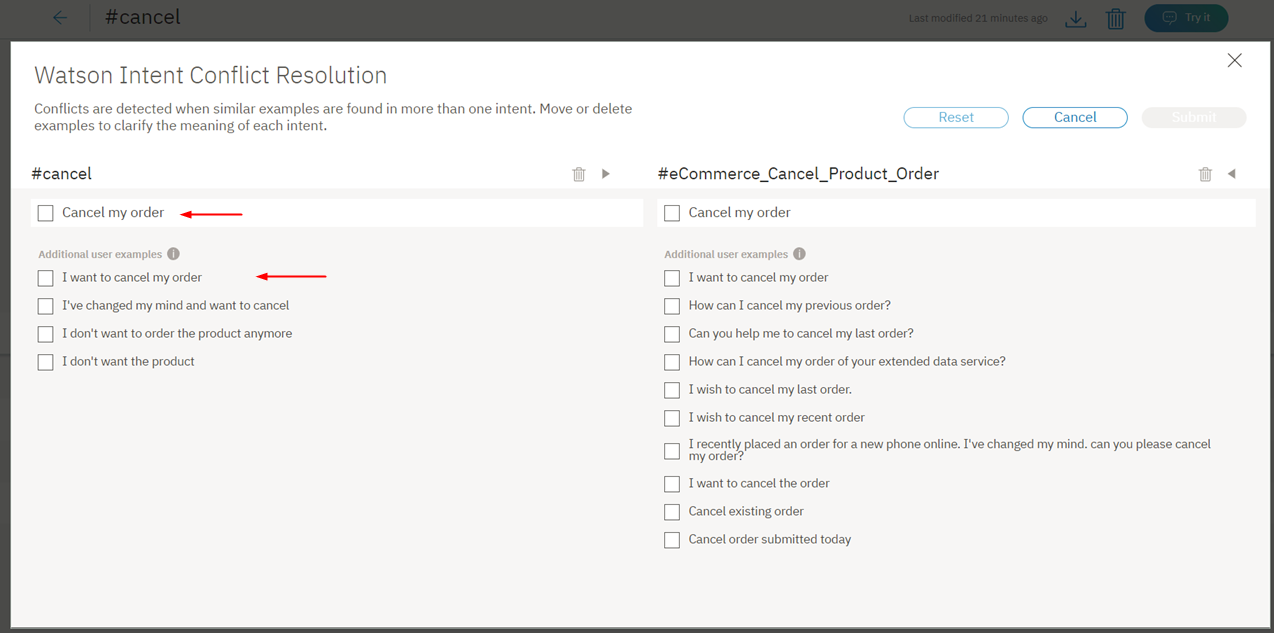 #cancel
Last modified 21 minutes ago
Try it
Watson Intent Conflict Resolution
Conflicts are detected when similar examples are found in more than one intent. Move or delete
examples to clarify the meaning of each intent.
Reset
Cancel
Submit
#cancel
Cancel my order
Additional user examples
I want to cancel my order
I've changed my mind and want to cancel
I don't want to order the product anymore
I don't want the product
#eCommerce_Cancel_Product_Order
Cancel my order
Additional user examples
I want to cancel my order
How can I cancel my previous order?
Can you help me to cancel my last order?
How can I cancel my order of your extended data service?
I wish to cancel my last order.
I wish to cancel my recent order
I recently placed an order for a new phone online. I've changed my mind. can you please cancel
my order?
I want to cancel the order
Cancel existing order
Cancel order submitted today